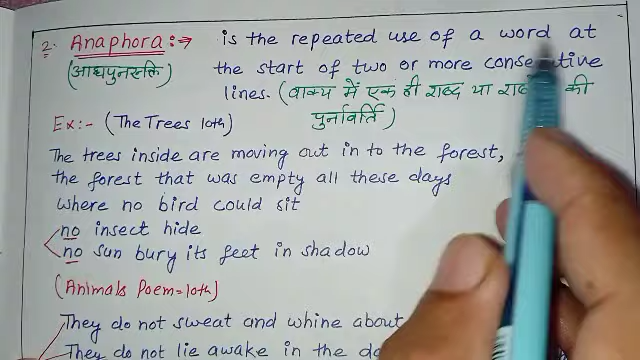 2. Anaphora :→ is the repeated use of a word at
(आद्यपुनरुक्ति) the start of two or more consecutive
lines. (वाक्य में एक ही शब्द या की
पुर्नावर्ति)
Ex:- (The Trees 10th)
The trees inside are moving out in to the forest,
the forest that was empty all these days
where no bird could sit
no insect hide
no sun bury its feet in shadow
(Animals Poem=10th)
They do not sweat and whine about
They do not lie awake in the